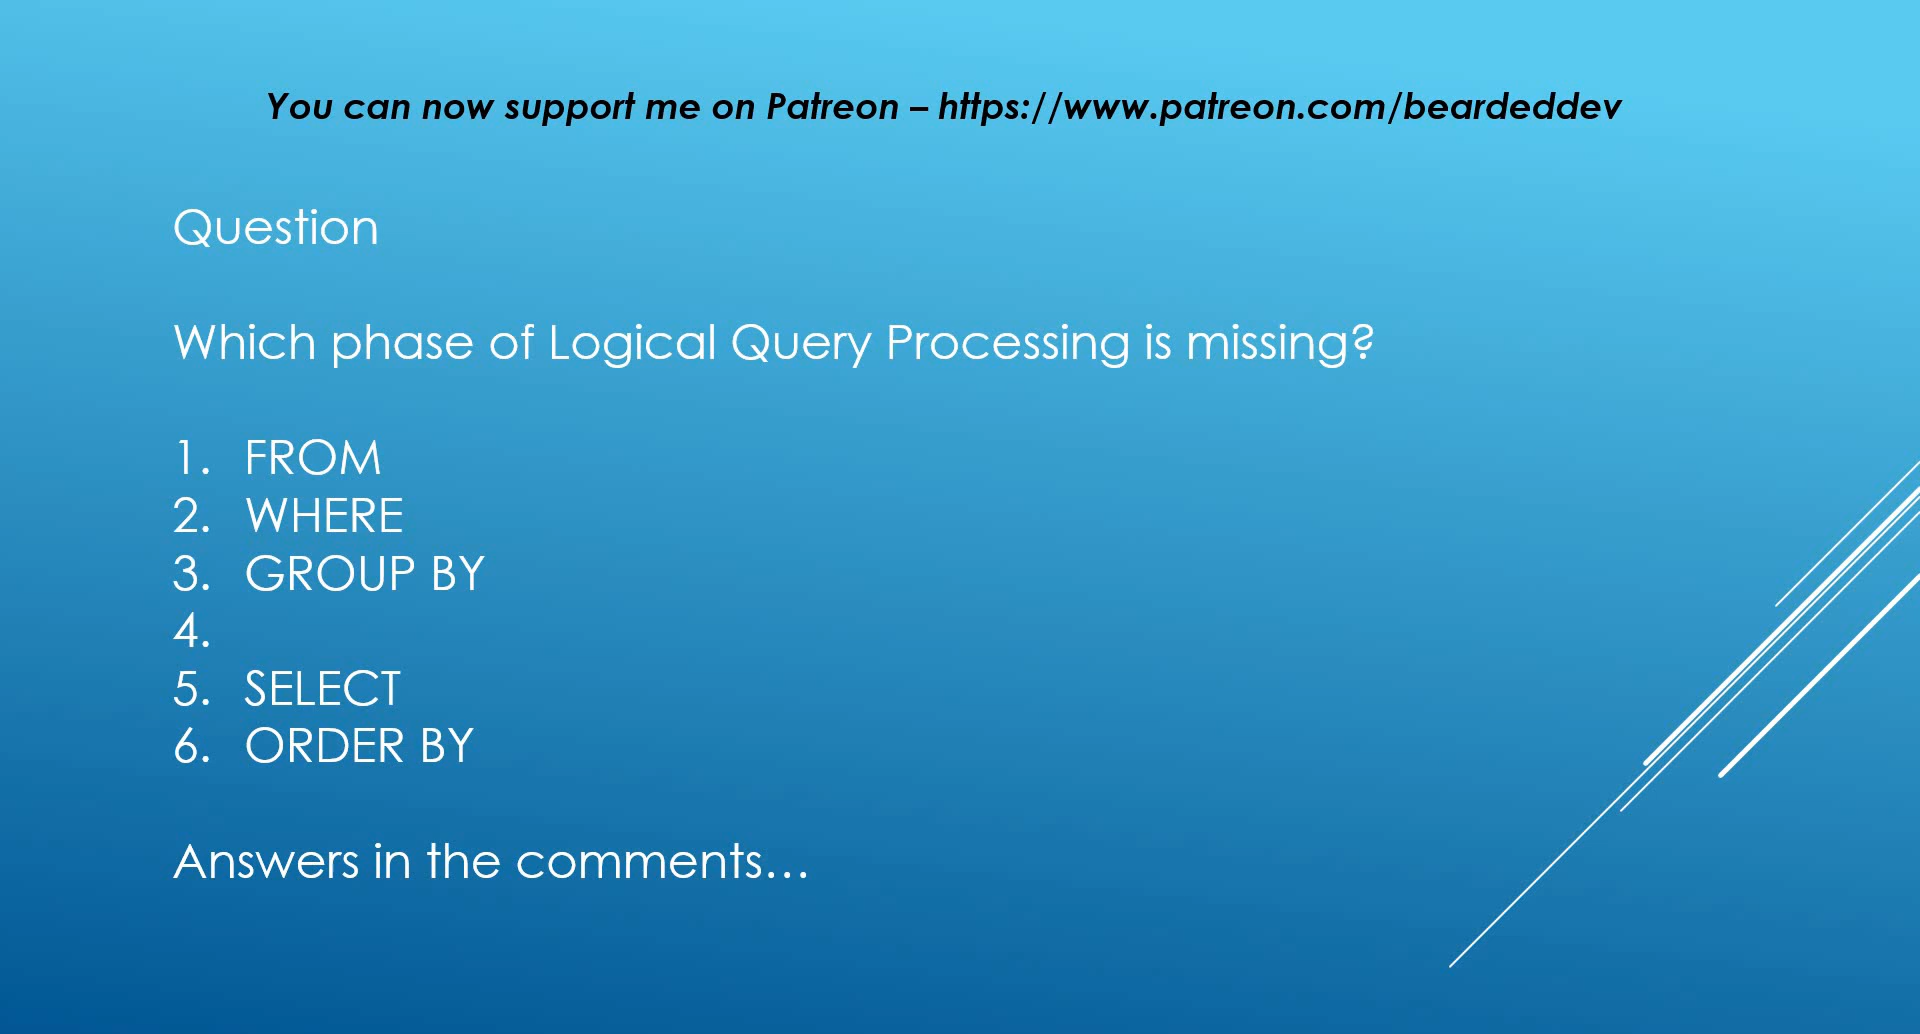 You can now support me on Patreon – https://www.patreon.com/beardeddev
Question
Which phase of Logical Query Processing is missing?
1. FROM
2. WHERE
3. GROUP BY
4.
5. SELECT
6. ORDER BY
Answers in the comments…